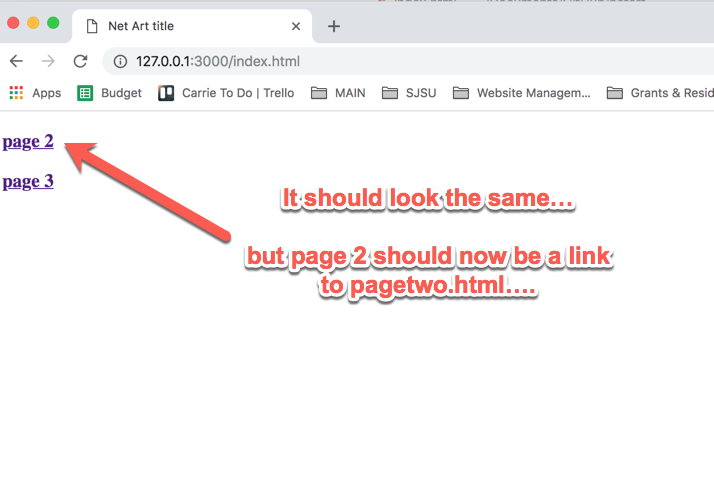 Net Art title
127.0.0.1:3000/index.html
Apps Budget Carrie To Do | Trello MAIN SJSU Website Managem... Grants & Resid
page 2
page 3
It should look the same...
but page 2 should now be a link
to pagetwo.html....